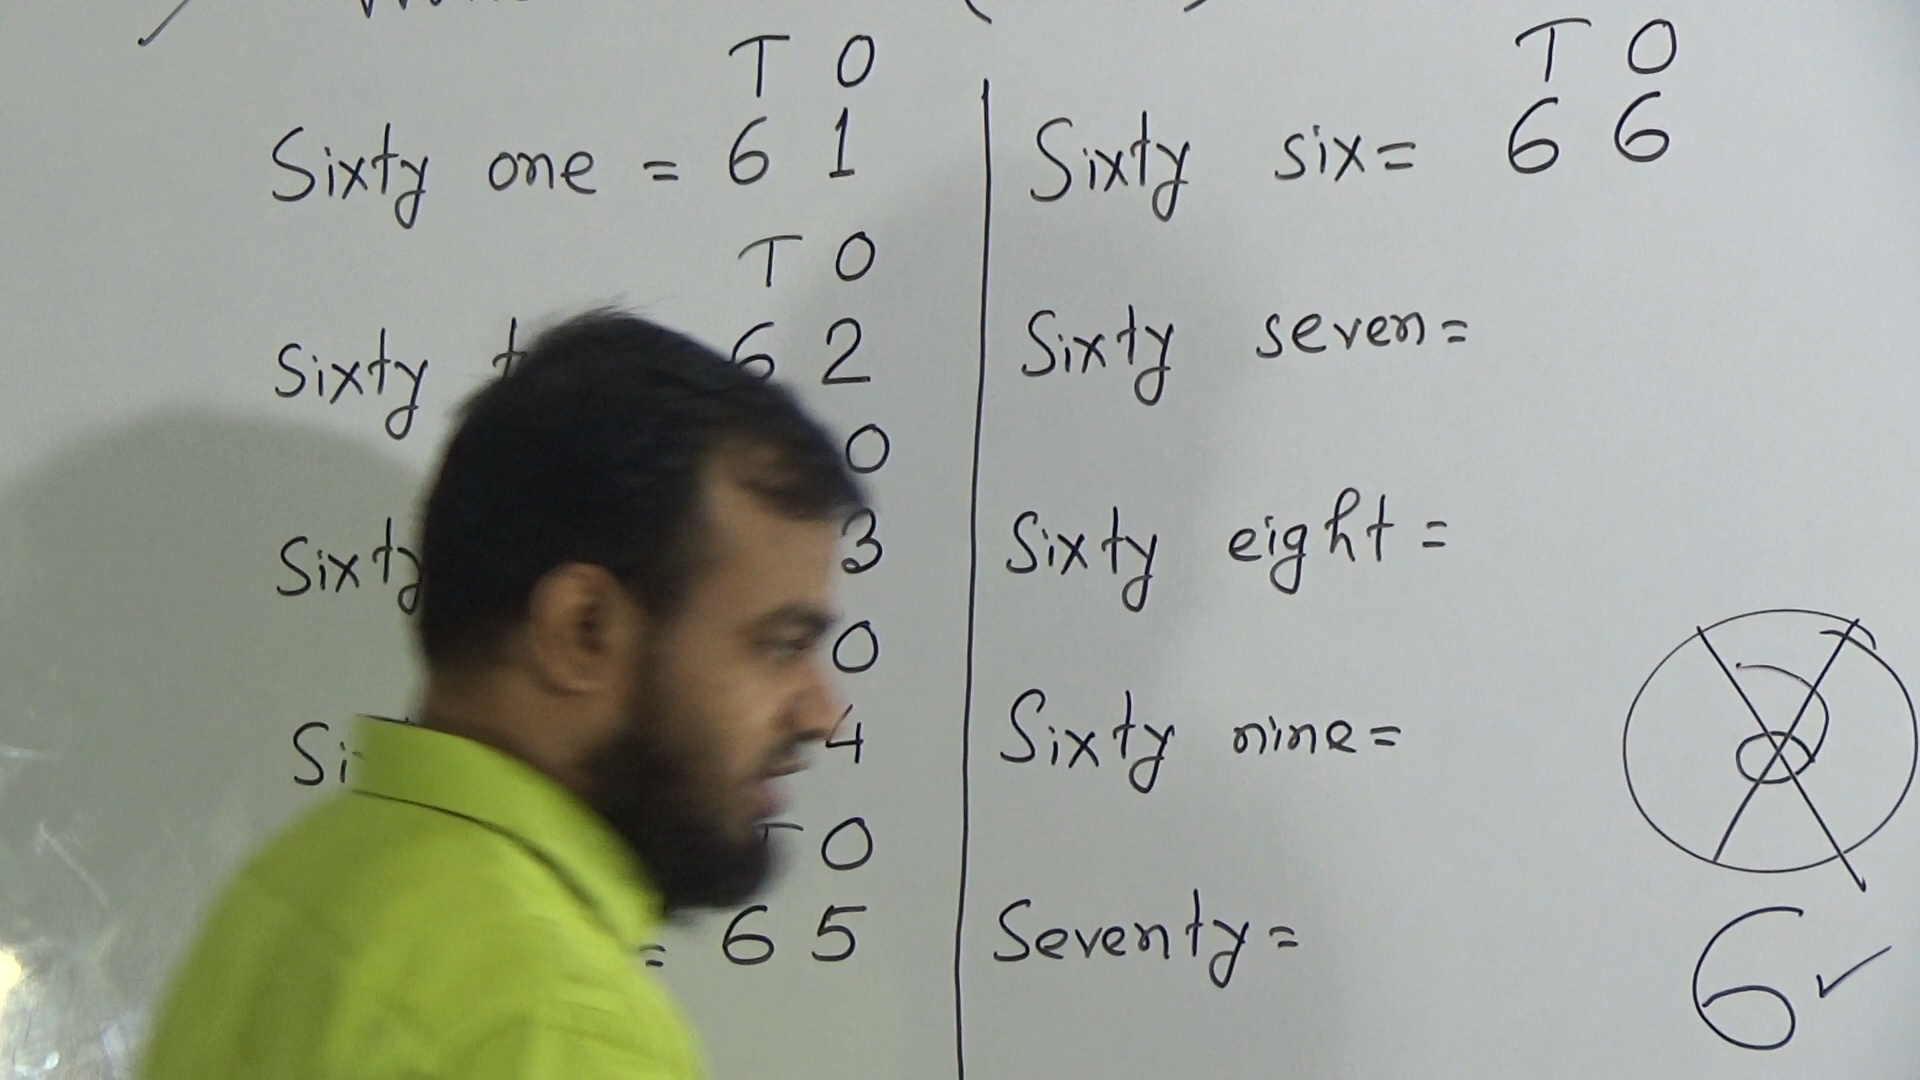 T O
Sixty one = 6 1
T O
Sixty 6 2
O
Sixty 3
O
4
T O
= 6 5
T O
Sixty six = 6 6
Sixty seven =
Sixty eight =
Sixty nine =
Seventy =
6 ✓